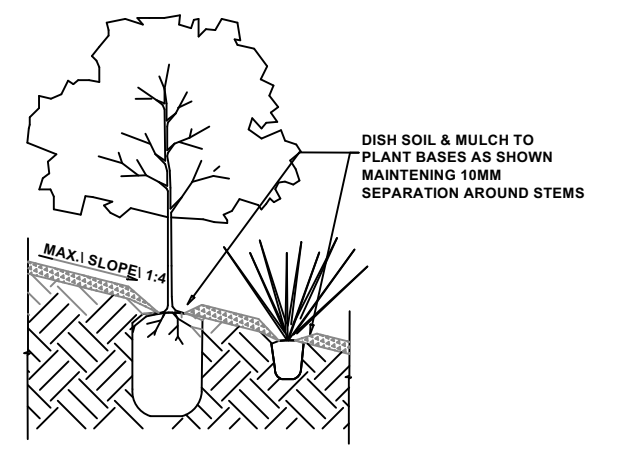 DISH SOIL & MULCH TO
PLANT BASES AS SHOWN
MAINTENING 10MM
SEPARATION AROUND STEMS
MAX. SLOPE 1:4